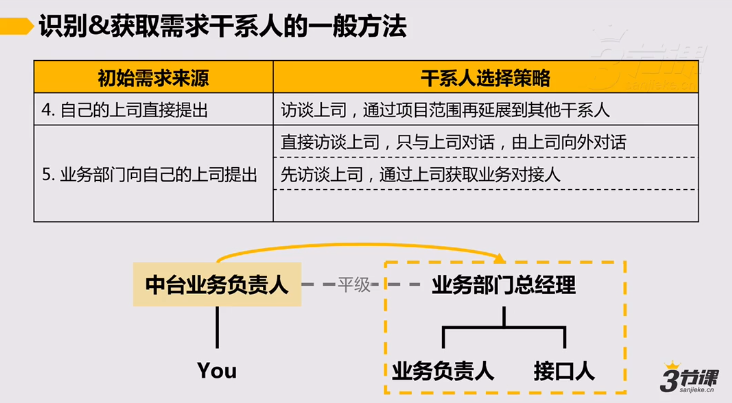 识别&获取需求干系人的一般方法
3节课
初始需求来源
干系人选择策略
4. 自己的上司直接提出
访谈上司，通过项目范围再延展到其他干系人
5. 业务部门向自己的上司提出
直接访谈上司，只与上司对话，由上司向外对话
先访谈上司，通过上司获取业务对接人
中台业务负责人
平级
业务部门总经理
You
业务负责人
接口人
3节课
sanjieke.cn